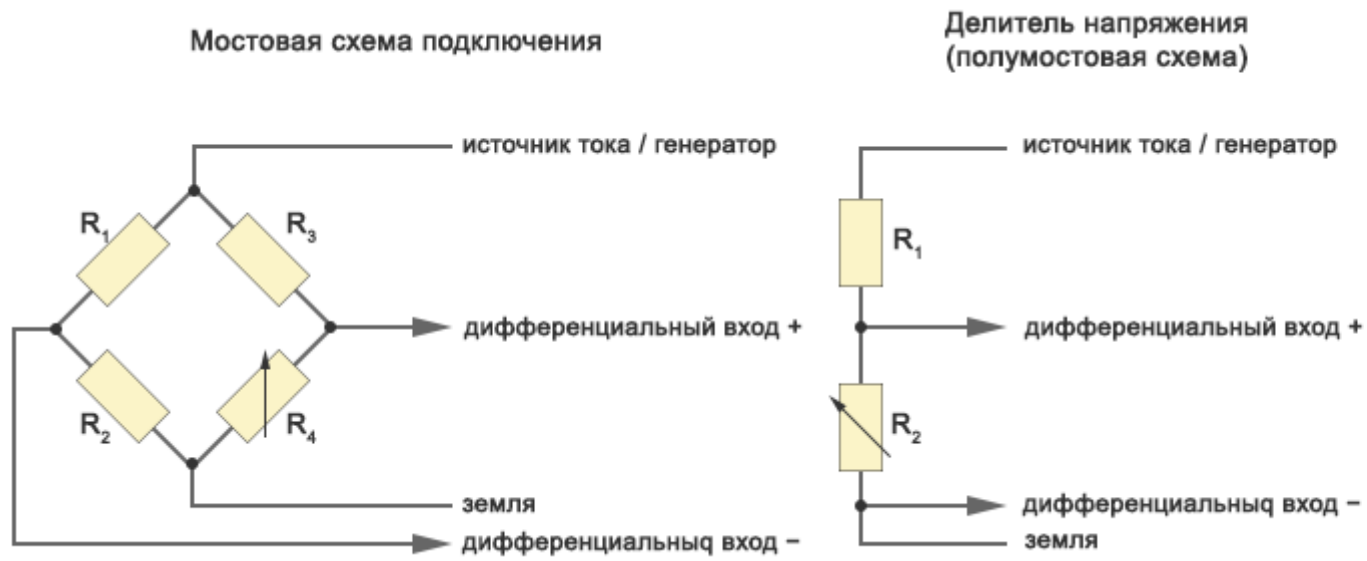 Мостовая схема подключения
источник тока / генератор
R1
R3
дифференциальный вход +
R2
R4
земля
дифференциальныq вход −
Делитель напряжения
(полумостовая схема)
источник тока / генератор
R1
дифференциальный вход +
R2
дифференциальныq вход −
земля